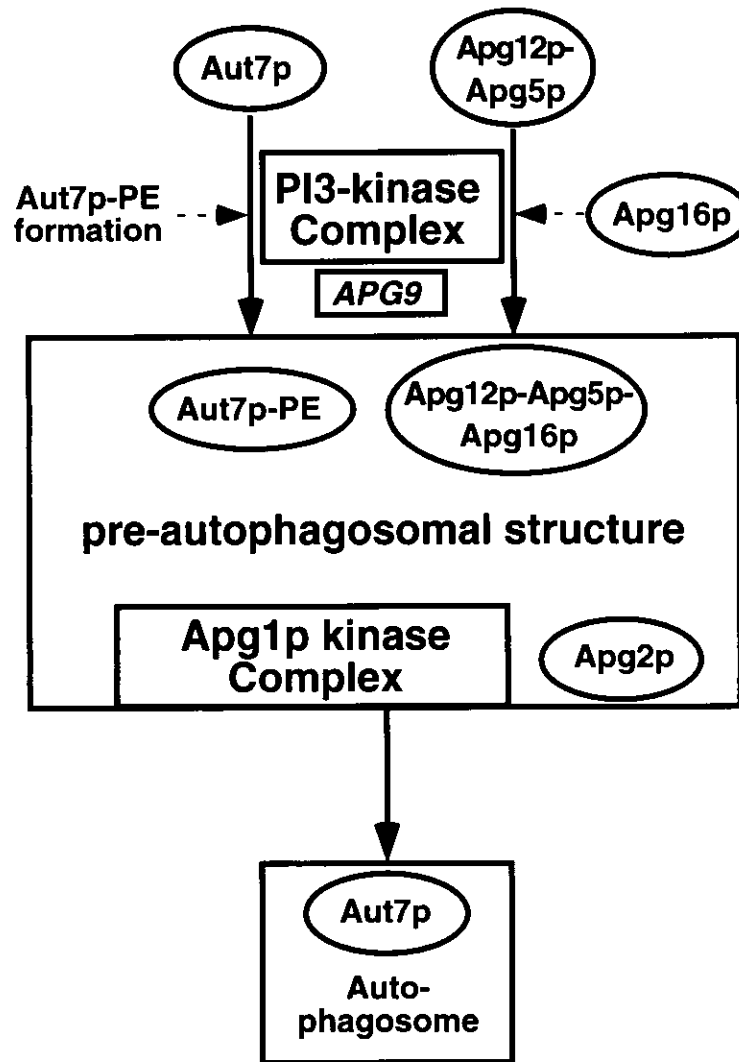 Aut7p
Apg12p-
Apg5p
Aut7p-PE
formation
PI3-kinase
Complex
Apg16p
APG9
Aut7p-PE
Apg12p-Apg5p-
Apg16p
pre-autophagosomal structure
Apg1p kinase
Complex
Apg2p
Aut7p
Auto-
phagosome